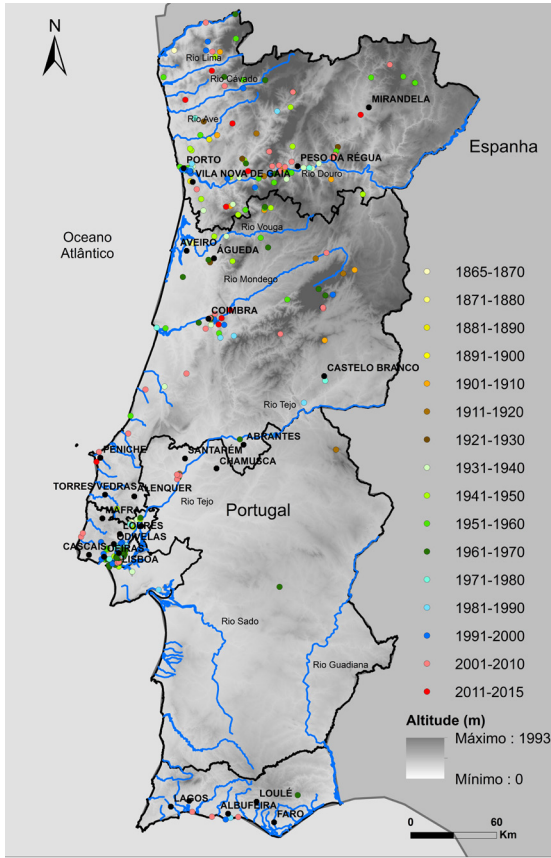 N
Rio Lima
Rio Cávado
MIRANDELA
Rio Ave
Espanha
PORTO
PESO DA RÉGUA
VILA NOVA DE GAIA
Rio Douro
Rio Vouga
Oceano
Atlântico
AVEIRO
ÁGUEDA
Rio Mondego
1865-1870
1871-1880
COIMBRA
1881-1890
1891-1900
CASTELO BRANCO
1901-1910
Rio Tejo
1911-1920
ABRANTES
1921-1930
PENICHE
SANTARÉM
CHAMUSCA
1931-1940
TORRES VEDRAS
ALENQUER
Rio Tejo
1941-1950
MAFRA
Portugal
LOURES
1951-1960
ODIVELAS
CASCAIS
OEIRAS
LISBOA
1961-1970
1971-1980
1981-1990
Rio Sado
1991-2000
Rio Guadiana
2001-2010
2011-2015
Altitude (m)
Máximo : 1993
Mínimo : 0
LAGOS
LOULÉ
ALBUFEIRA
FARO
0 60
Km